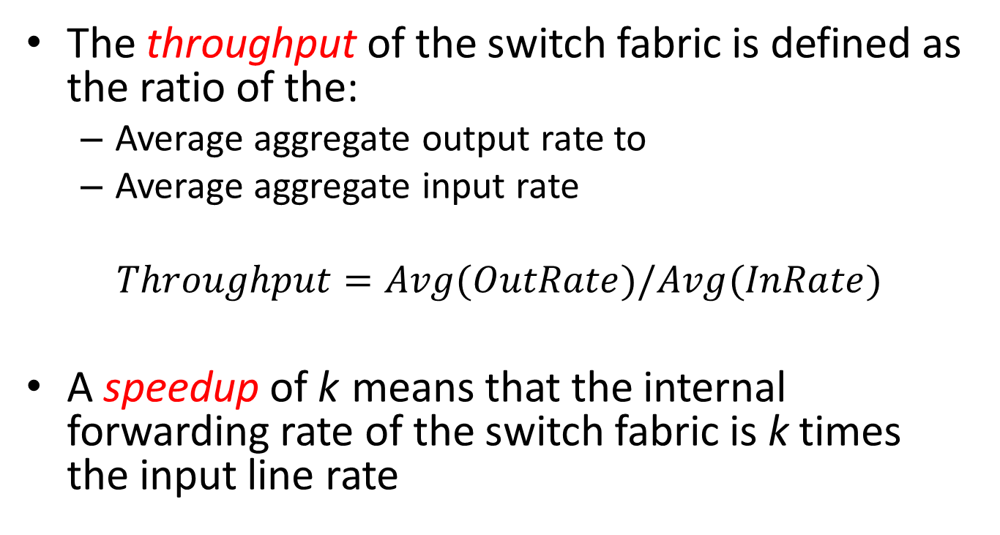 • The throughput of the switch fabric is defined as
the ratio of the:
– Average aggregate output rate to
– Average aggregate input rate
𝑇ℎ𝑟𝑜𝑢𝑔ℎ𝑝𝑢𝑡 = 𝐴𝑣𝑔(𝑂𝑢𝑡𝑅𝑎𝑡𝑒)/𝐴𝑣𝑔(𝐼𝑛𝑅𝑎𝑡𝑒)
• A speedup of k means that the internal
forwarding rate of the switch fabric is k times
the input line rate